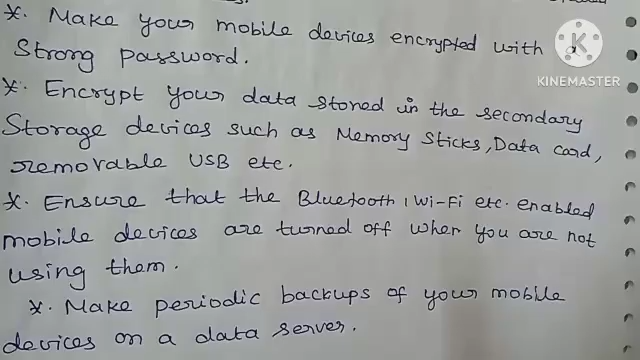 *. Make your mobile devices encrypted with a
Strong password.
*. Encrypt your data stored in the secondary
Storage devices such as Memory Sticks, Data card,
removable USB etc.
*. Ensure that the Bluetooth, Wi-Fi etc. enabled
mobile devices are turned off when you are not
using them.
*. Make periodic backups of your mobile
devices on a data server.
KINEMASTER